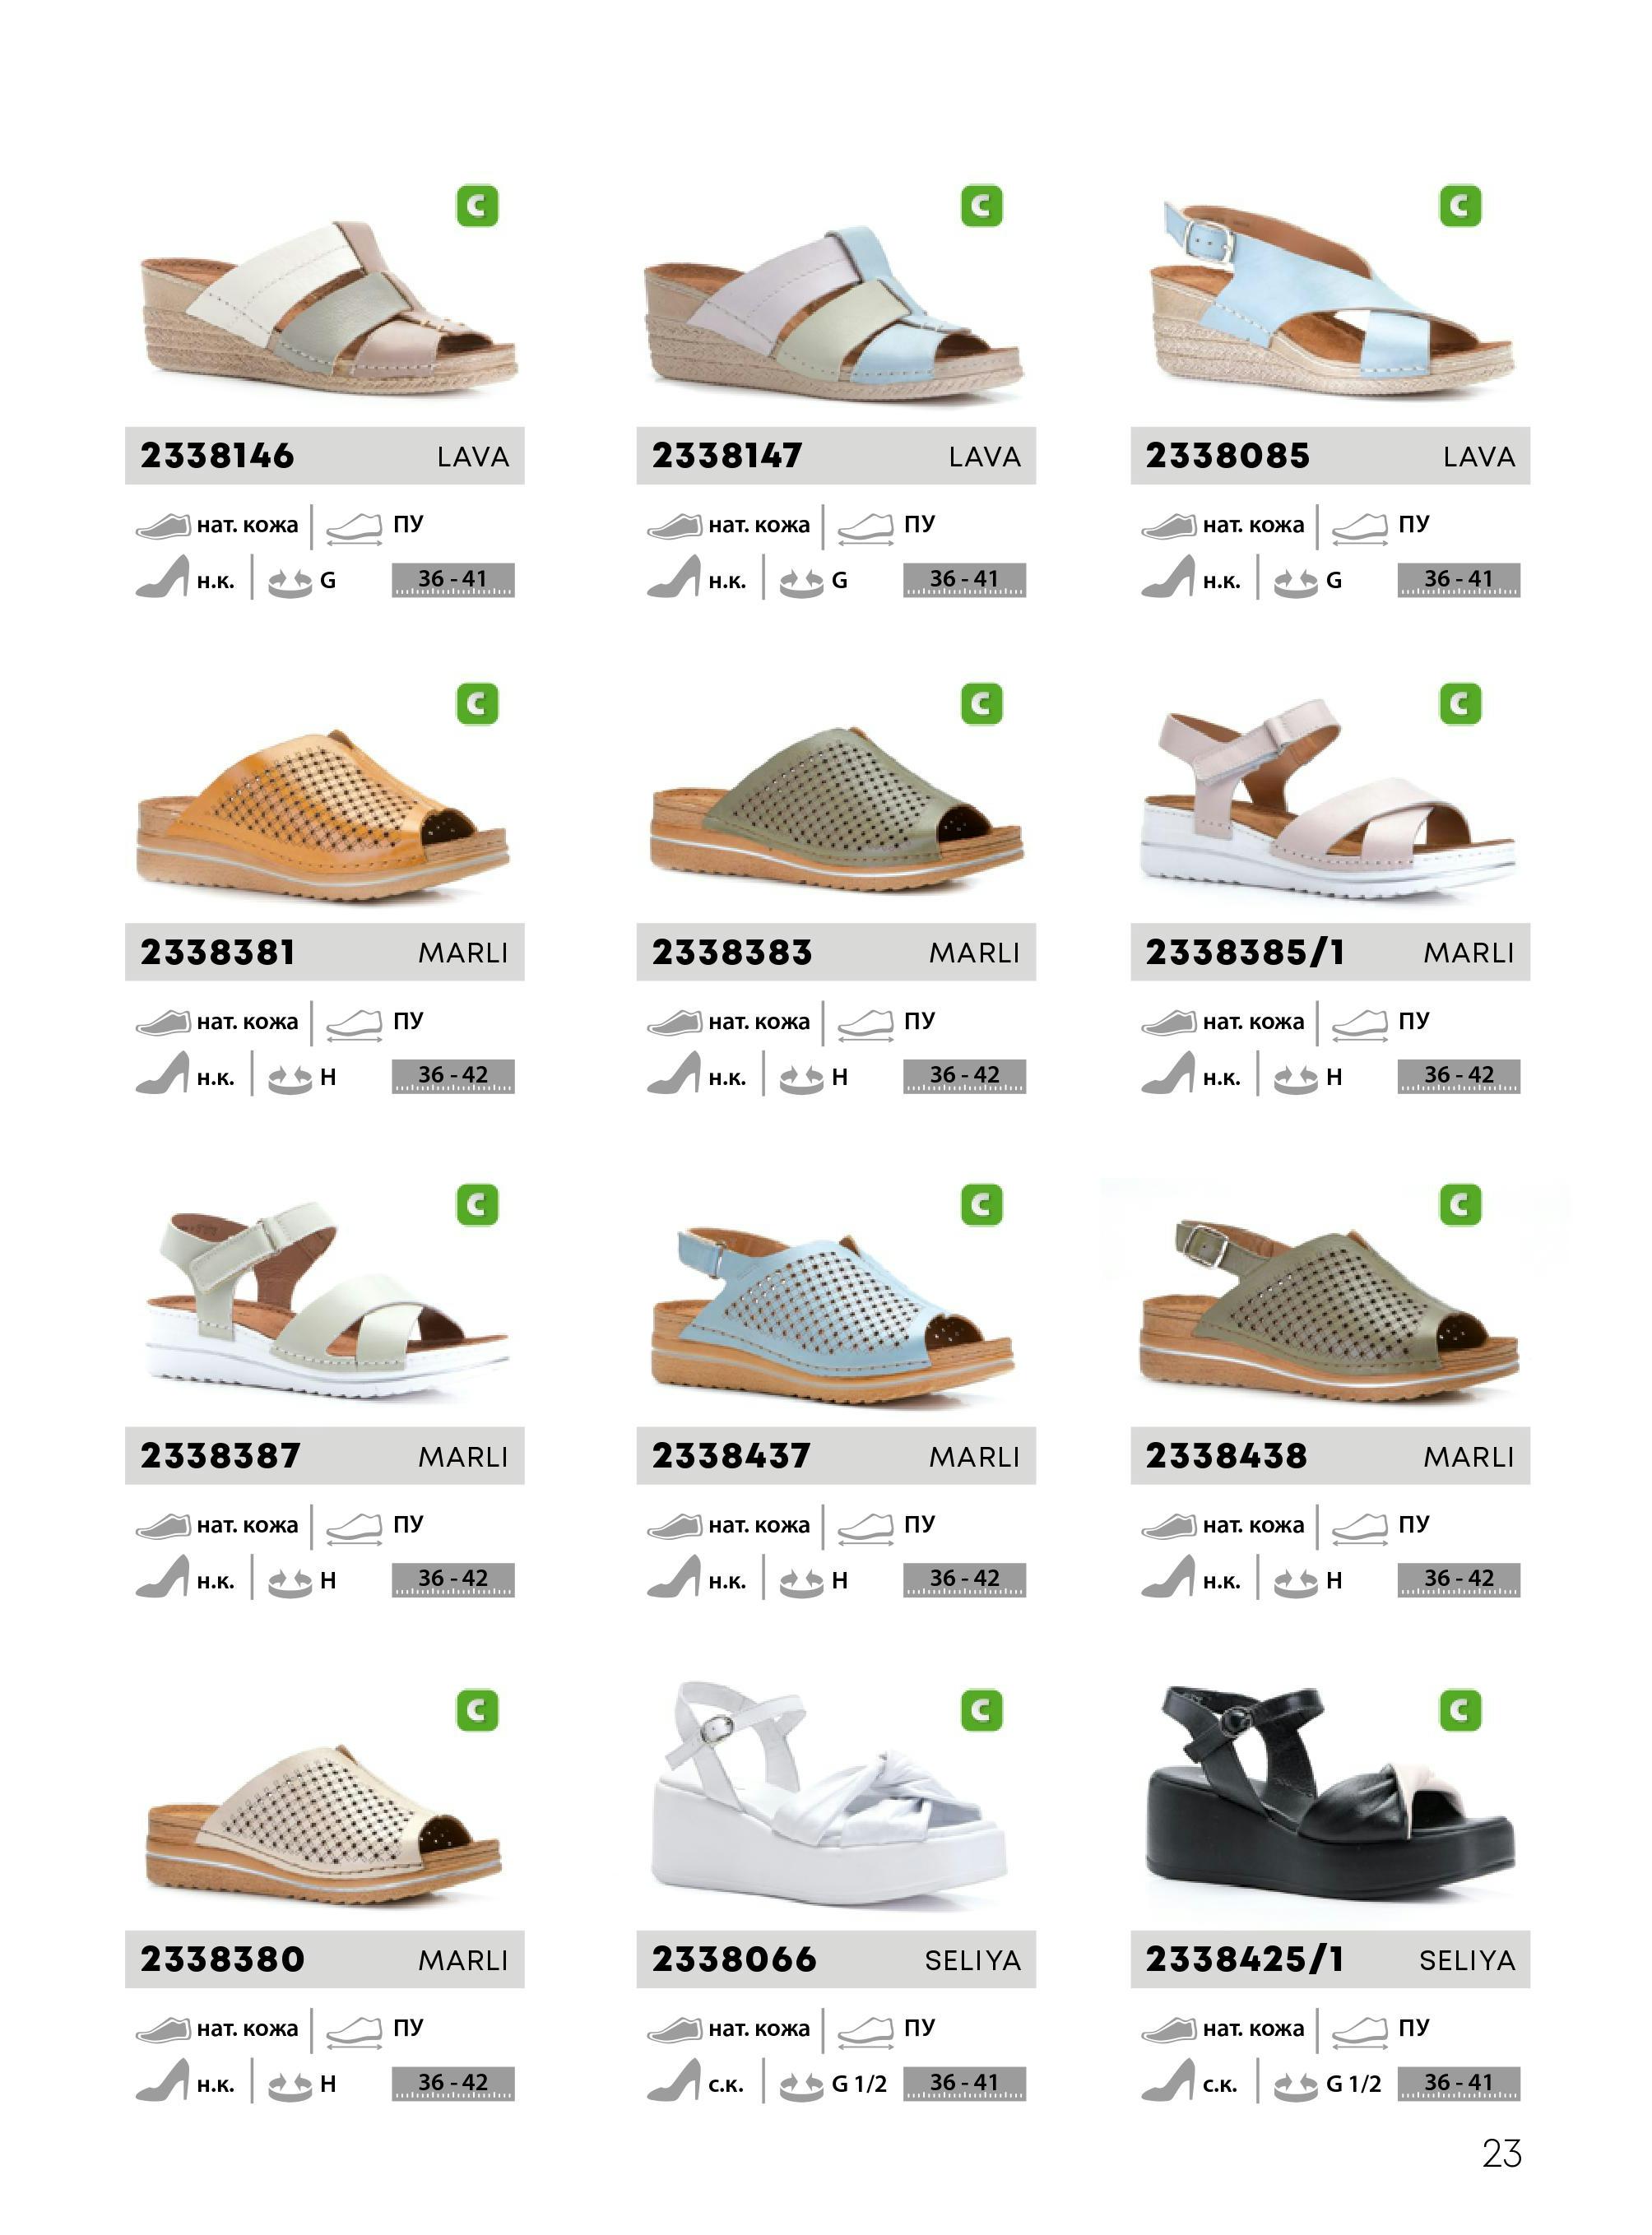 C C C
2338146 LAVA 2338147 LAVA 2338085 LAVA
нат. кожа ПУ нат. кожа ПУ нат. кожа ПУ
н.к. G 36 - 41 н.к. G 36 - 41 н.к. G 36 - 41
C C C
2338381 MARLI 2338383 MARLI 2338385/1 MARLI
нат. кожа ПУ нат. кожа ПУ нат. кожа ПУ
н.к. H 36 - 42 н.к. H 36 - 42 н.к. H 36 - 42
C C C
2338387 MARLI 2338437 MARLI 2338438 MARLI
нат. кожа ПУ нат. кожа ПУ нат. кожа ПУ
н.к. H 36 - 42 н.к. H 36 - 42 н.к. H 36 - 42
C C C
2338380 MARLI 2338066 SELIYA 2338425/1 SELIYA
нат. кожа ПУ нат. кожа ПУ нат. кожа ПУ
н.к. H 36 - 42 с.к. G 1/2 36 - 41 с.к. G 1/2 36 - 41
23